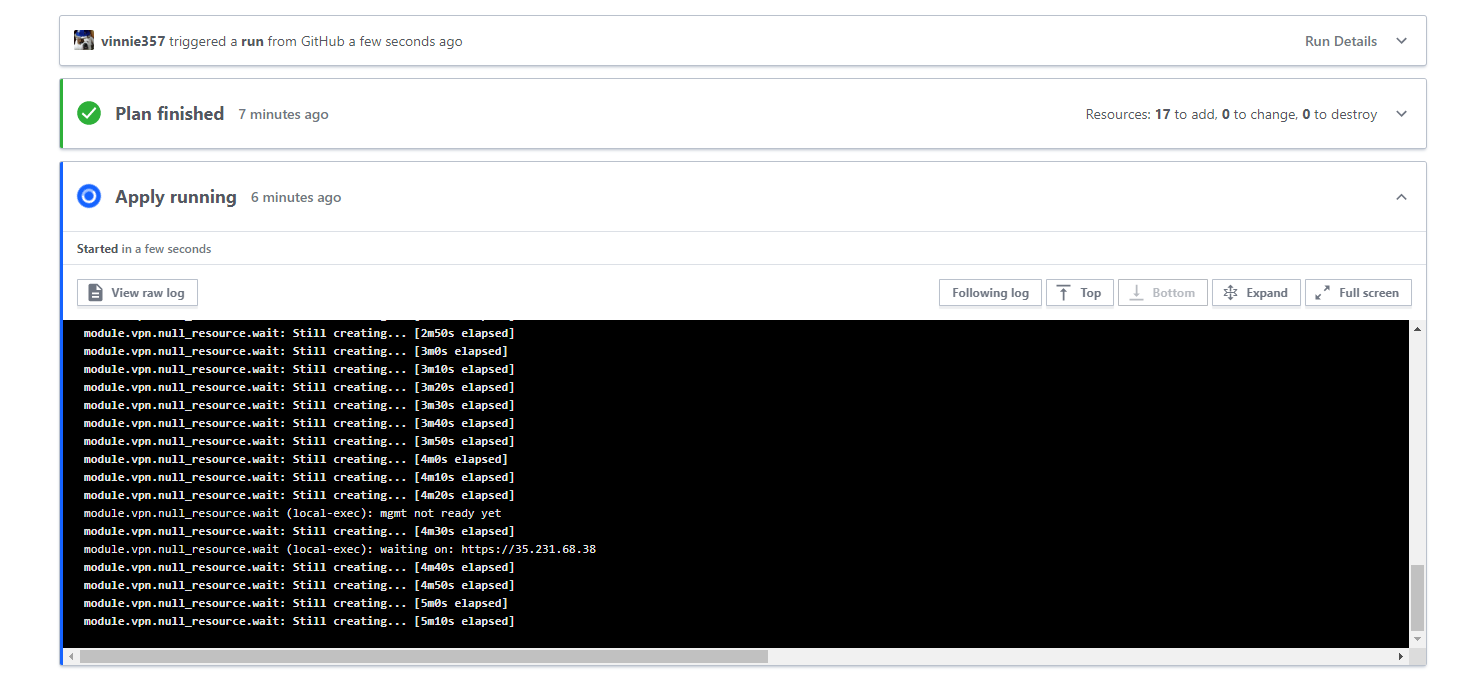 vinnie357 triggered a run from GitHub a few seconds ago
Run Details
Plan finished 7 minutes ago
Resources: 17 to add, 0 to change, 0 to destroy
Apply running 6 minutes ago
Started in a few seconds
View raw log
Following log
Top
Bottom
Expand
Full screen
module.vpn.null_resource.wait: Still creating... [2m50s elapsed]
module.vpn.null_resource.wait: Still creating... [3m0s elapsed]
module.vpn.null_resource.wait: Still creating... [3m10s elapsed]
module.vpn.null_resource.wait: Still creating... [3m20s elapsed]
module.vpn.null_resource.wait: Still creating... [3m30s elapsed]
module.vpn.null_resource.wait: Still creating... [3m40s elapsed]
module.vpn.null_resource.wait: Still creating... [3m50s elapsed]
module.vpn.null_resource.wait: Still creating... [4m0s elapsed]
module.vpn.null_resource.wait: Still creating... [4m10s elapsed]
module.vpn.null_resource.wait: Still creating... [4m20s elapsed]
module.vpn.null_resource.wait (local-exec): mgmt not ready yet
module.vpn.null_resource.wait: Still creating... [4m30s elapsed]
module.vpn.null_resource.wait (local-exec): waiting on: https://35.231.68.38
module.vpn.null_resource.wait: Still creating... [4m40s elapsed]
module.vpn.null_resource.wait: Still creating... [4m50s elapsed]
module.vpn.null_resource.wait: Still creating... [5m0s elapsed]
module.vpn.null_resource.wait: Still creating... [5m10s elapsed]